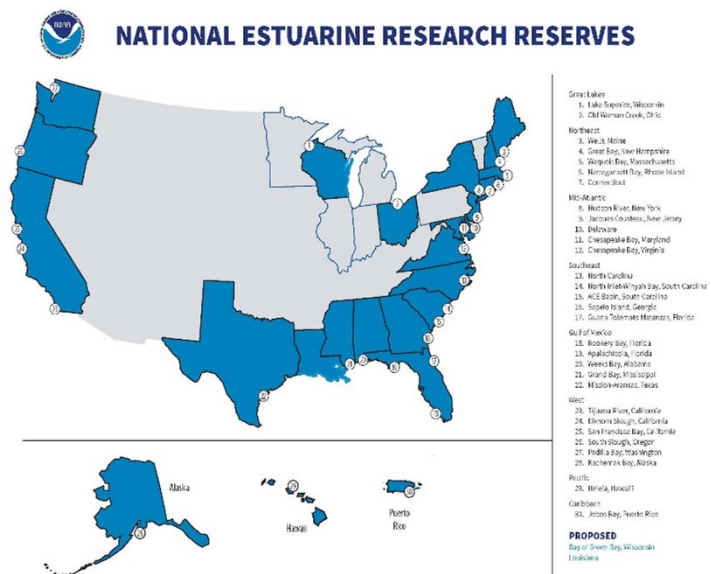 NOAA
NATIONAL ESTUARINE RESEARCH RESERVES
Great Lakes
1. Lake Superior, Wisconsin
2. Old Woman Creek, Ohio
Northeast
3. Wells, Maine
4. Great Bay, New Hampshire
5. Waquoit Bay, Massachusetts
6. Narragansett Bay, Rhode Island
7. Connecticut
Mid-Atlantic
8. Hudson River, New York
9. Jacques Cousteau, New Jersey
10. Delaware
11. Chesapeake Bay, Maryland
12. Chesapeake Bay, Virginia
Southeast
13. North Carolina
14. North Inlet-Winyah Bay, South Carolina
15. ACE Basin, South Carolina
16. Sapelo Island, Georgia
17. Guana Tolomato Matanzas, Florida
Gulf of Mexico
18. Rookery Bay, Florida
19. Apalachicola, Florida
20. Weeks Bay, Alabama
21. Grand Bay, Mississippi
22. Mission-Aransas, Texas
West
23. Tijuana River, California
24. Elkhorn Slough, California
25. San Francisco Bay, California
26. South Slough, Oregon
27. Padilla Bay, Washington
28. Kachemak Bay, Alaska
Pacific
29. He'eia, Hawai'i
Caribbean
30. Jobos Bay, Puerto Rico
PROPOSED
Bay of Green Bay, Wisconsin
Louisiana
Alaska
Hawaii
Puerto
Rico